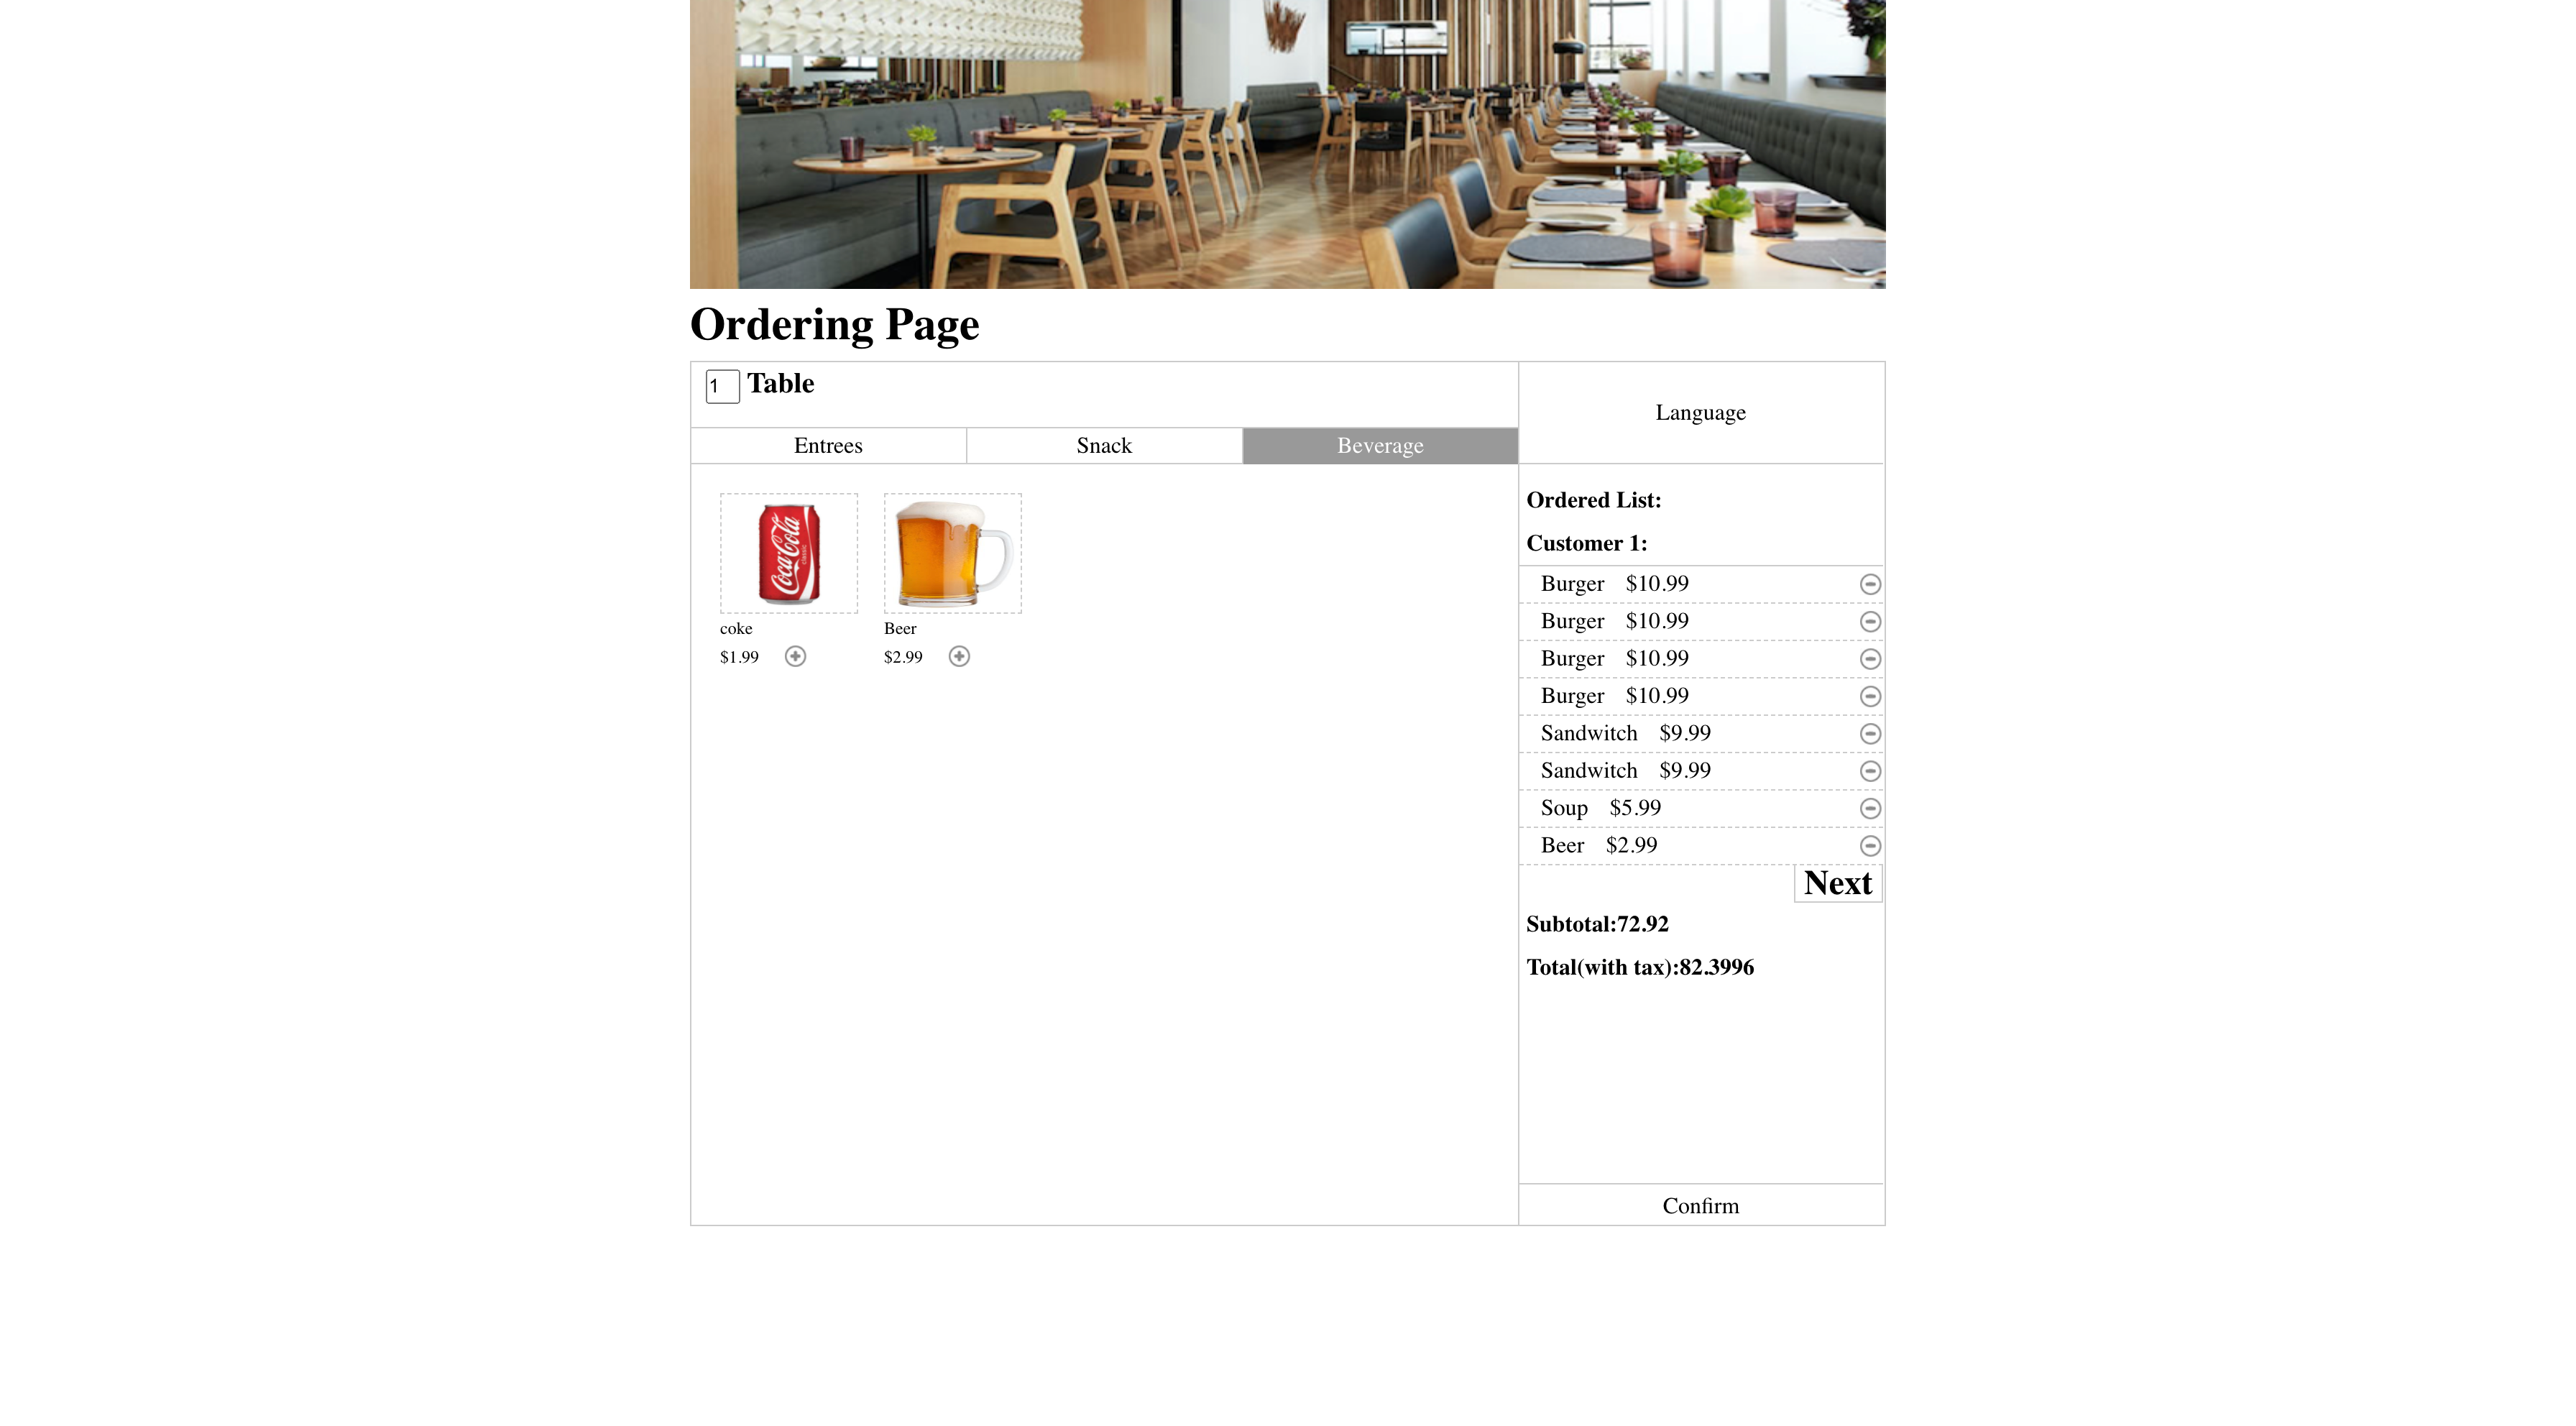 Ordering Page
1 Table
Language
Entrees Snack Beverage
Coca-Cola
classic
coke
$1.99
Beer
$2.99
Ordered List:
Customer 1:
Burger $10.99
Burger $10.99
Burger $10.99
Burger $10.99
Sandwitch $9.99
Sandwitch $9.99
Soup $5.99
Beer $2.99
Next
Subtotal:72.92
Total(with tax):82.3996
Confirm